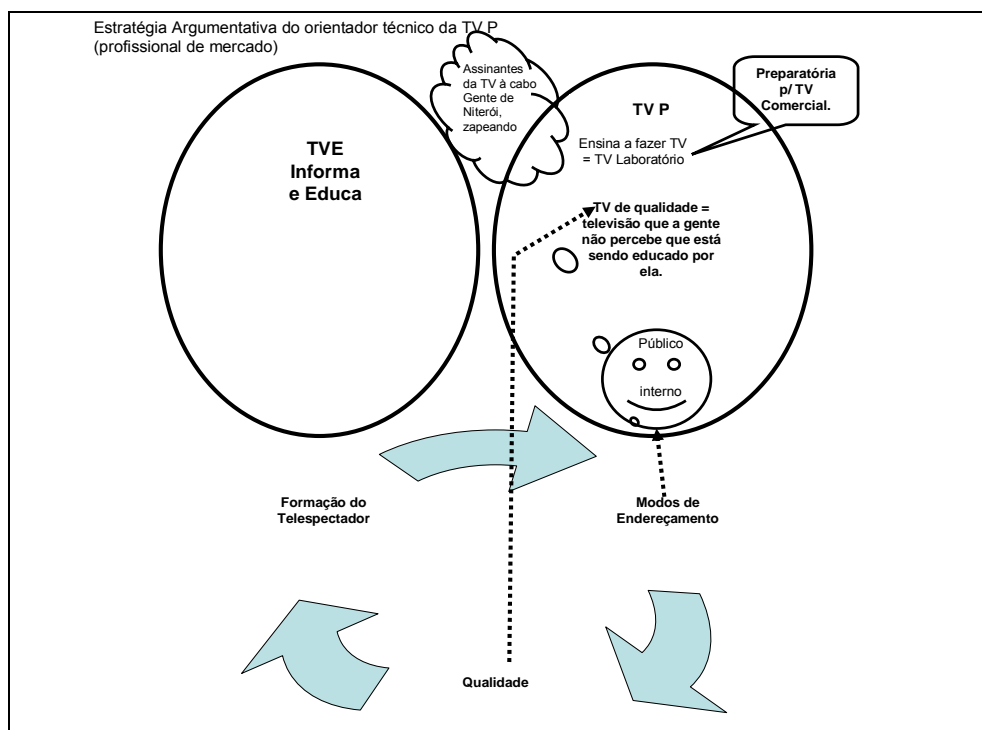 Estratégia Argumentativa do orientador técnico da TV P
(profissional de mercado)
Assinantes
da TV à cabo
Gente de
Niterói,
zapeando
Preparatória
p/ TV
Comercial.
TVE
Informa
e Educa
TV P
Ensina a fazer TV
= TV Laboratório
TV de qualidade =
televisão que a gente
não percebe que está
sendo educado por
ela.
Público
interno
Formação do
Telespectador
Modos de
Endereçamento
Qualidade